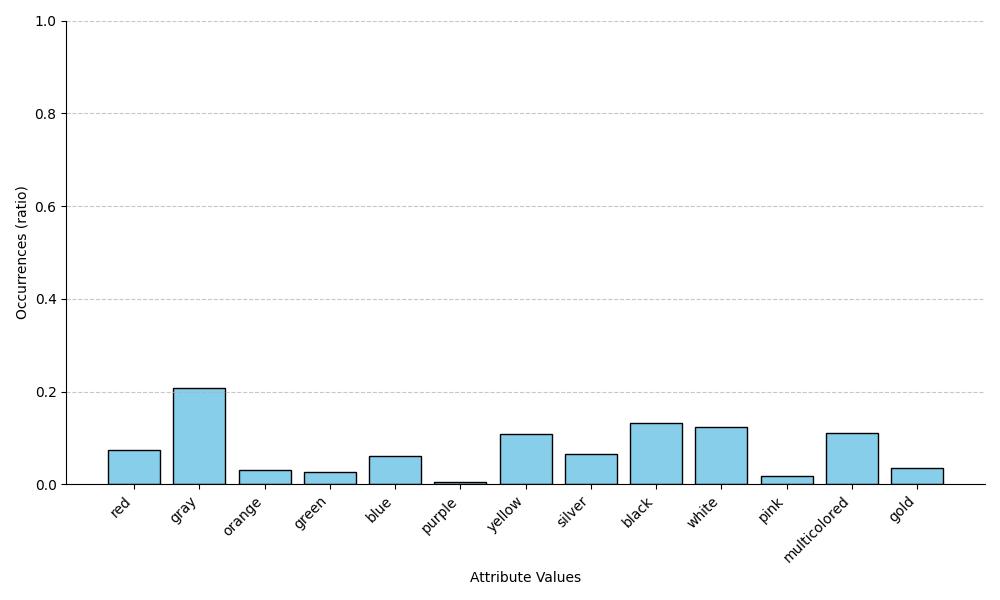 1.0
0.8
0.6
0.4
0.2
0.0
Occurrences (ratio)
red
gray
orange
green
blue
purple
yellow
silver
black
white
pink
multicolored
gold
Attribute Values